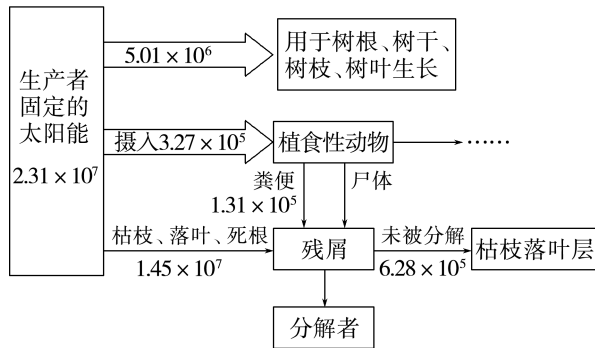 生产者
固定的
太阳能
2.31×10⁷
5.01×10⁶
用于树根、树干、
树枝、树叶生长
摄入3.27×10⁵
植食性动物
……
粪便
1.31×10⁵
尸体
枯枝、落叶、死根
1.45×10⁷
残屑
未被分解
6.28×10⁵
枯枝落叶层
分解者